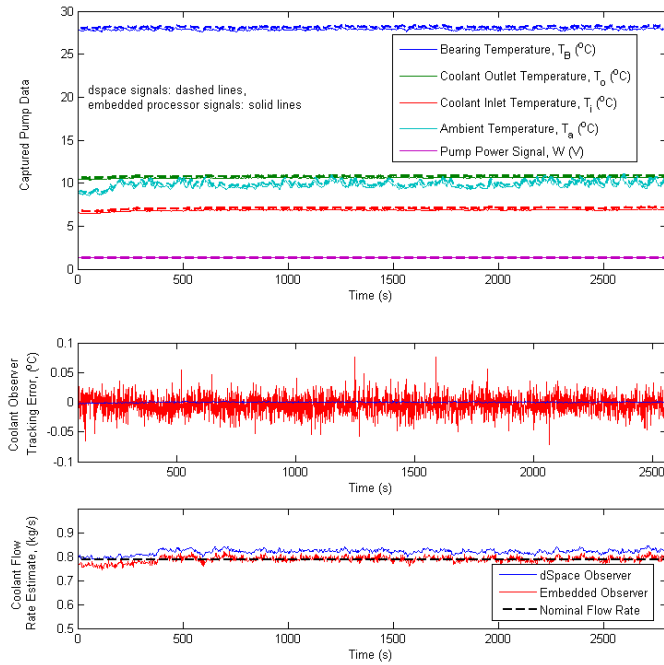 30
25
20
15
10
5
0
Captured Pump Data
dspace signals: dashed lines,
embedded processor signals: solid lines
Bearing Temperature, T_B (°C)
Coolant Outlet Temperature, T_o (°C)
Coolant Inlet Temperature, T_i (°C)
Ambient Temperature, T_a (°C)
Pump Power Signal, W (V)
0 500 1000 1500 2000 2500
Time (s)
0.1
0.05
0
-0.05
-0.1
Coolant Observer
Tracking Error, (°C)
500 1000 1500 2000 2500
Time (s)
0.9
0.8
0.7
0.6
0.5
Coolant Flow
Rate Estimate, (kg/s)
dSpace Observer
Embedded Observer
Nominal Flow Rate
0 500 1000 1500 2000 2500
Time (s)